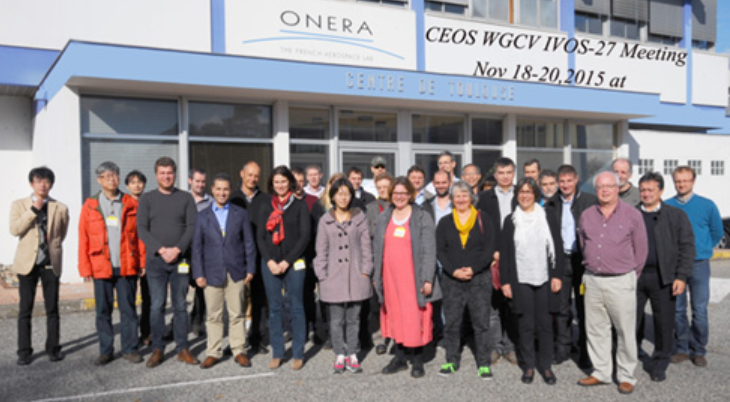 ONERA
THE FRENCH AEROSPACE LAB
CEOS WGCV IVOS-27 Meeting
Nov 18-20,2015 at
CENTRE DE TOULOUSE